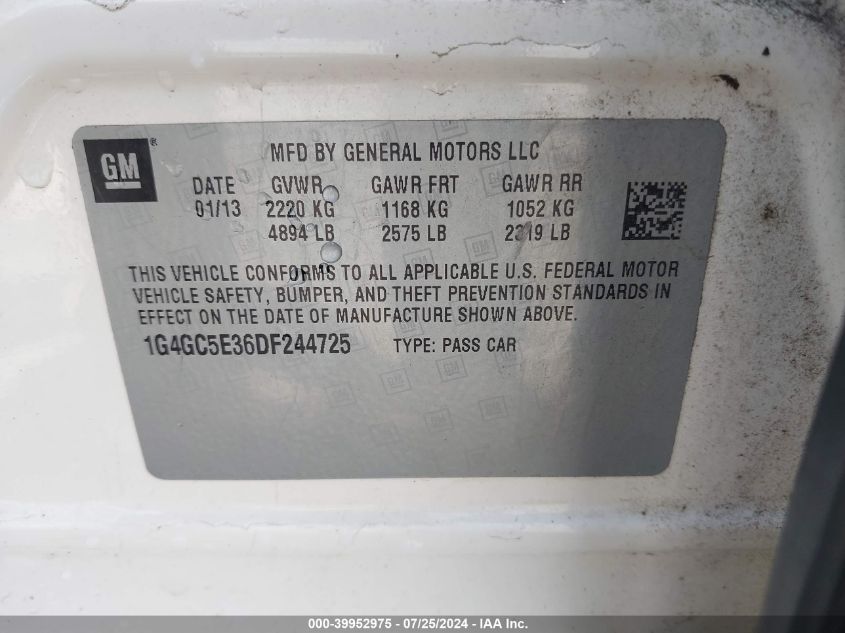 GM ®
MFD BY GENERAL MOTORS LLC
DATE GVWR GAWR FRT GAWR RR
01/13 2220 KG 1168 KG 1052 KG
4894 LB 2575 LB 2319 LB
THIS VEHICLE CONFORMS TO ALL APPLICABLE U.S. FEDERAL MOTOR
VEHICLE SAFETY, BUMPER, AND THEFT PREVENTION STANDARDS IN
EFFECT ON THE DATE OF MANUFACTURE SHOWN ABOVE.
1G4GC5E36DF244725 TYPE: PASS CAR
000-39952975 - 07/25/2024 - IAA Inc.